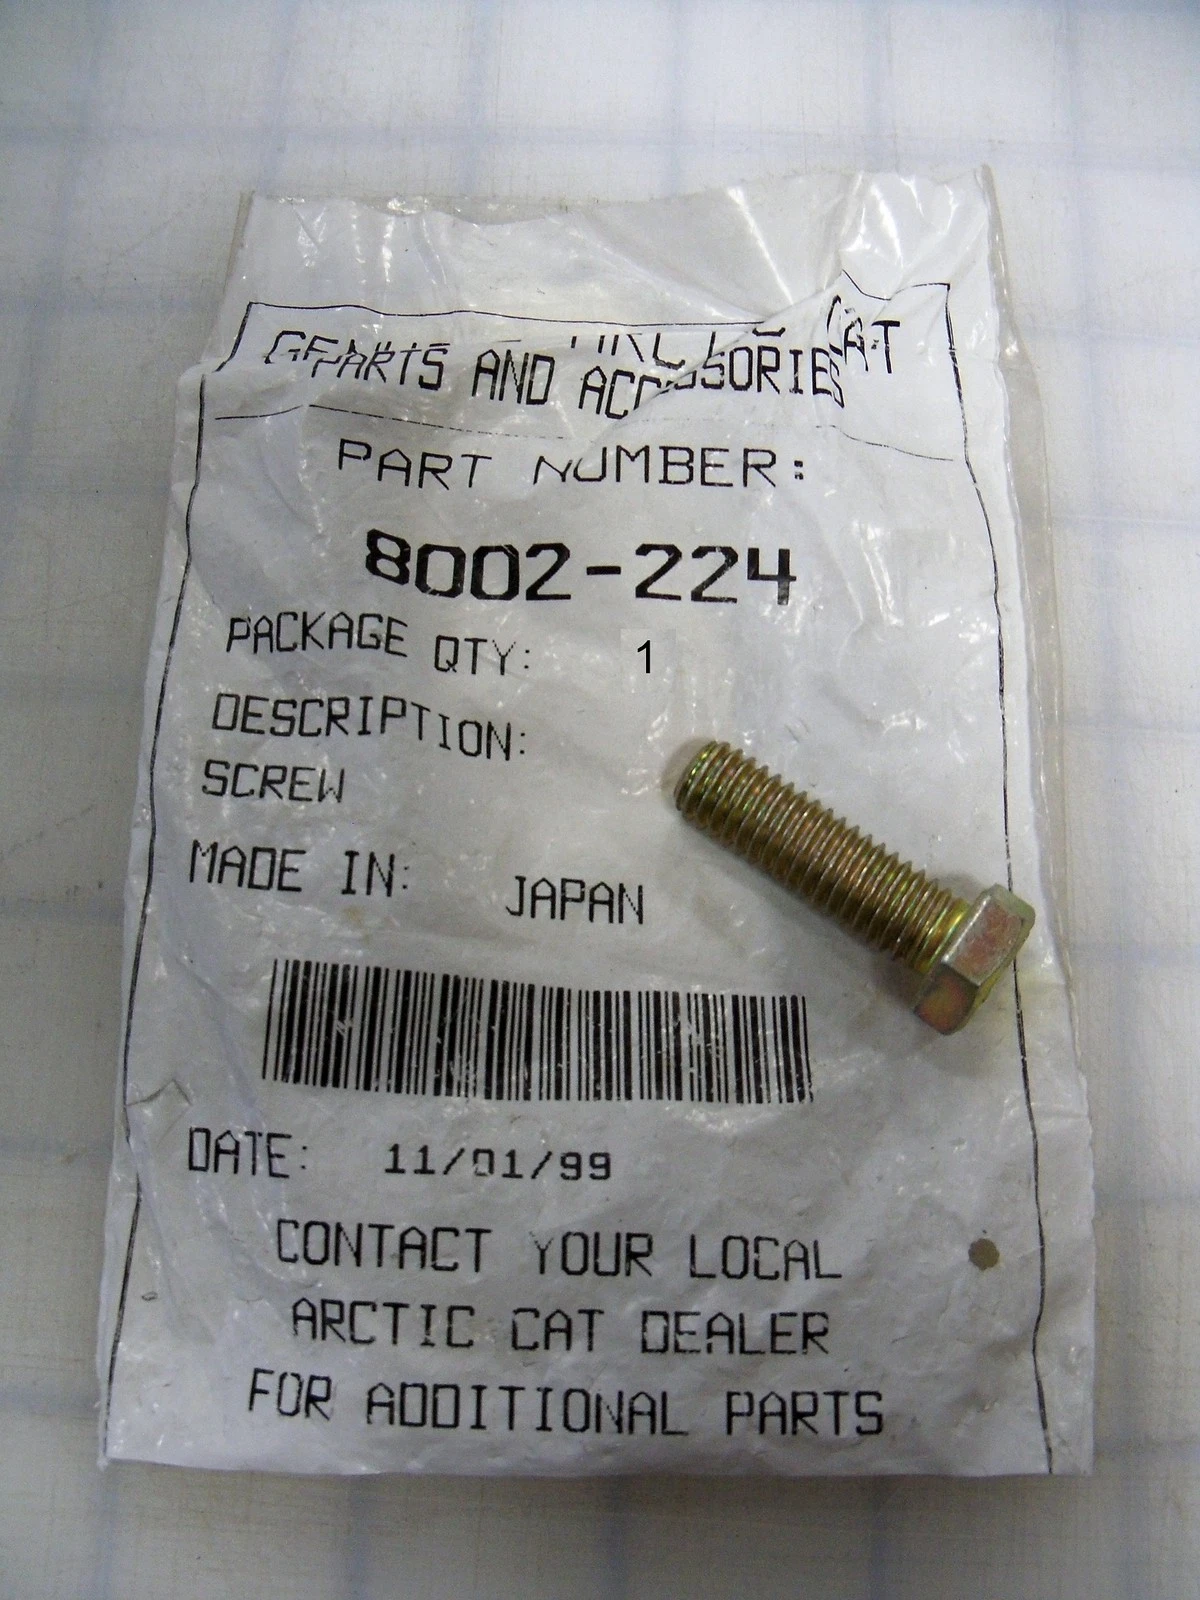 CAT
PARTS AND ACCESSORIES
PART NUMBER:
8002-224
PACKAGE QTY: 1
DESCRIPTION:
SCREW
MADE IN: JAPAN
DATE: 11/01/99
CONTACT YOUR LOCAL
ARCTIC CAT DEALER
FOR ADDITIONAL PARTS